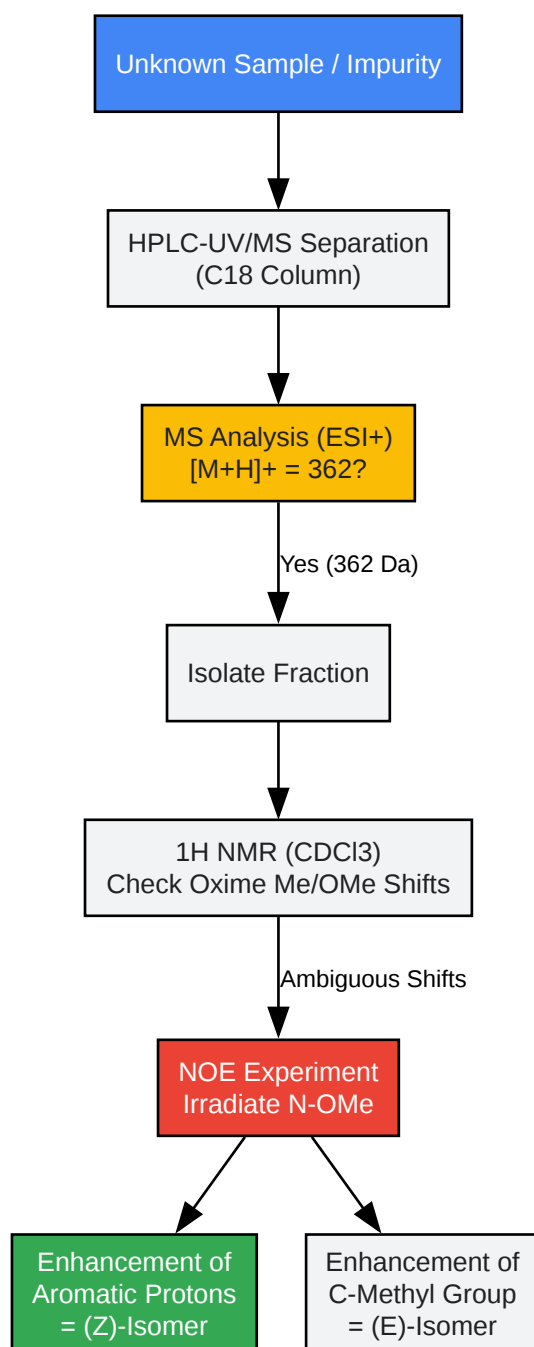 Unknown Sample / Impurity
HPLC-UV/MS Separation
(C18 Column)
MS Analysis (ESI+)
[M+H]+ = 362?
Yes (362 Da)
Isolate Fraction
1H NMR (CDCl3)
Check Oxime Me/OMe Shifts
Ambiguous Shifts
NOE Experiment
Irradiate N-OMe
Enhancement of
Aromatic Protons
= (Z)-Isomer
Enhancement of
C-Methyl Group
= (E)-Isomer